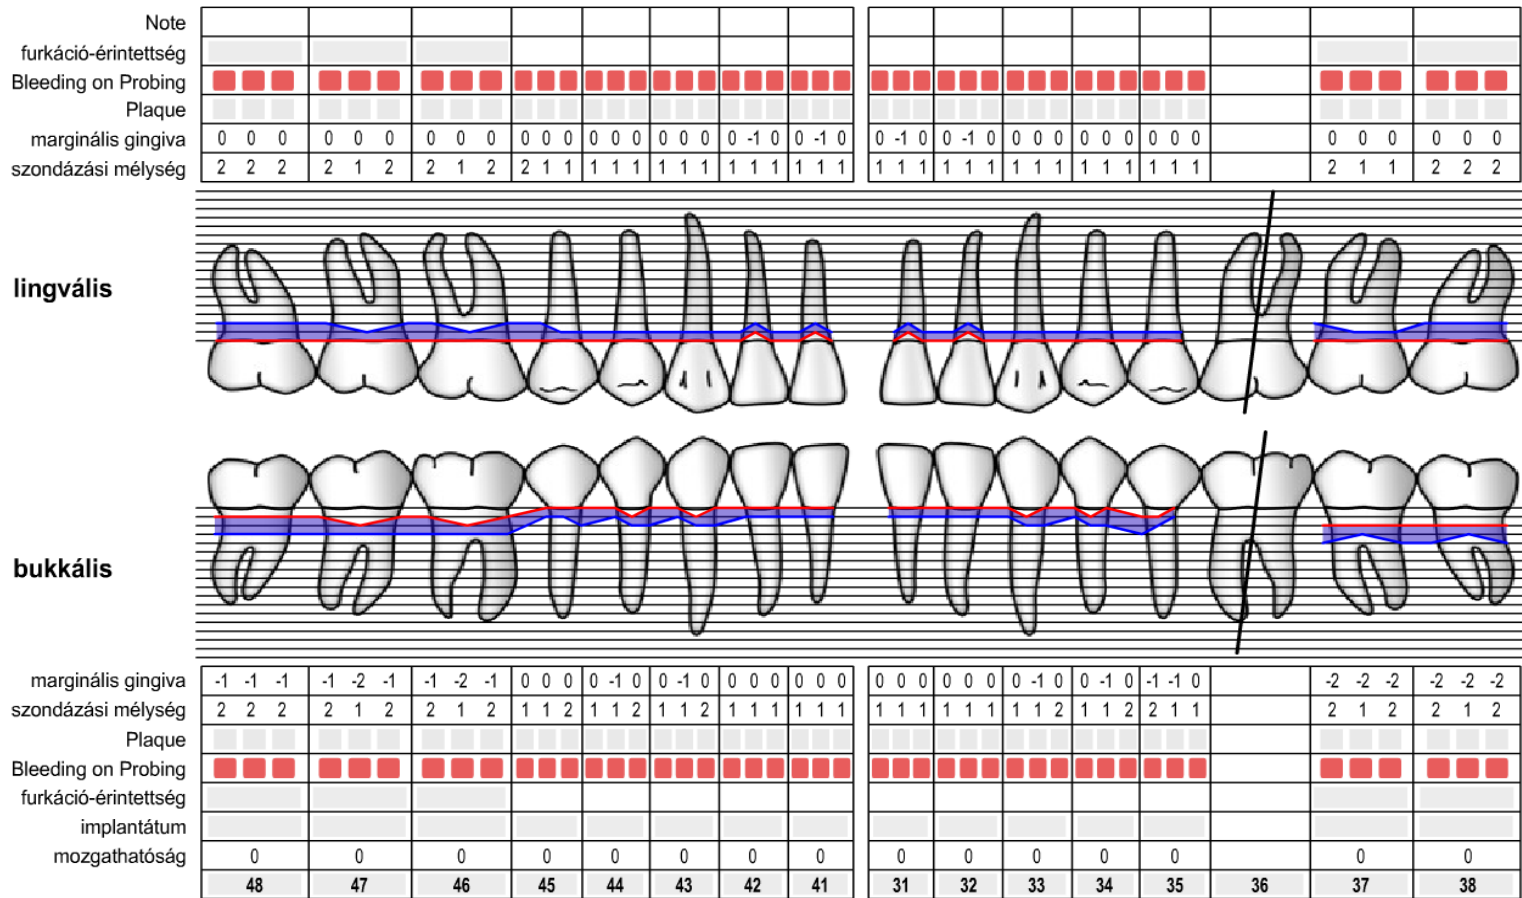 Note
furkáció-érintettség
Bleeding on Probing
Plaque
marginális gingiva 0 0 0 0 0 0 0 0 0 0 0 0 0 0 0 0 0 0 0 -1 0 0 -1 0 0 -1 0 0 -1 0 0 0 0 0 0 0 0 0 0 0 0 0 0 0 0
szondázási mélység 2 2 2 2 1 2 2 1 2 2 1 1 1 1 1 1 1 1 1 1 1 1 1 1 1 1 1 1 1 1 1 1 1 1 1 1 1 1 1 2 1 1 2 2 2
lingvális
bukkális
marginális gingiva -1 -1 -1 -1 -2 -1 -1 -2 -1 0 0 0 0 -1 0 0 -1 0 0 0 0 0 0 0 0 0 0 0 0 0 0 -1 0 0 -1 0 -1 -1 0 -2 -2 -2 -2 -2 -2
szondázási mélység 2 2 2 2 1 2 2 1 2 1 1 2 1 1 2 1 1 2 1 1 1 1 1 1 1 1 1 1 1 1 1 1 2 1 1 2 2 1 1 2 1 2 2 1 2
Plaque
Bleeding on Probing
furkáció-érintettség
implantátum
mozgathatóság 0 0 0 0 0 0 0 0 0 0 0 0 0 0 0
48 47 46 45 44 43 42 41 31 32 33 34 35 36 37 38